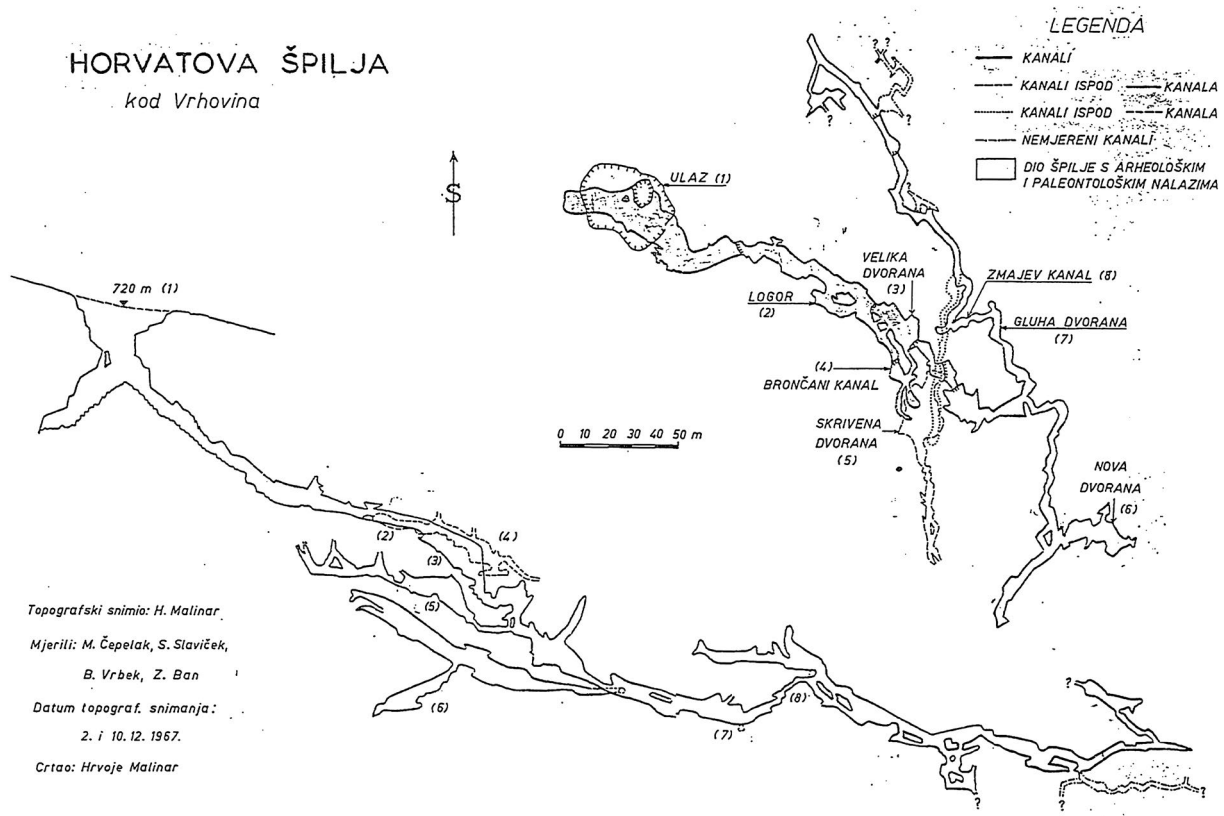 HORVATOVA ŠPILJA
kod Vrhovina
S
LEGENDA
KANALI
KANALI ISPOD KANALA
KANALI ISPOD KANALA
NEMJERENI KANALI
DIO ŠPILJE S ARHEOLOŠKIM
I PALEONTOLOŠKIM NALAZIMA
? ?
?
?
?
ULAZ (1)
VELIKA
DVORANA
(3)
ZMAJEV KANAL (8)
LOGOR
(2)
GLUHA DVORANA
(7)
(4)
BRONČANI KANAL
SKRIVENA
DVORANA
(5)
NOVA
DVORANA
(6)
0 10 20 30 40 50 m
720 m (1)
(2)
(4)
(3)
(5)
(6)
(7)
(8)
?
?
?
?
?
Topografski snimio: H. Malinar
Mjerili: M. Čepelak, S. Slaviček,
B. Vrbek, Z. Ban
Datum topograf. snimanja:
2. i 10. 12. 1967.
Crtao: Hrvoje Malinar